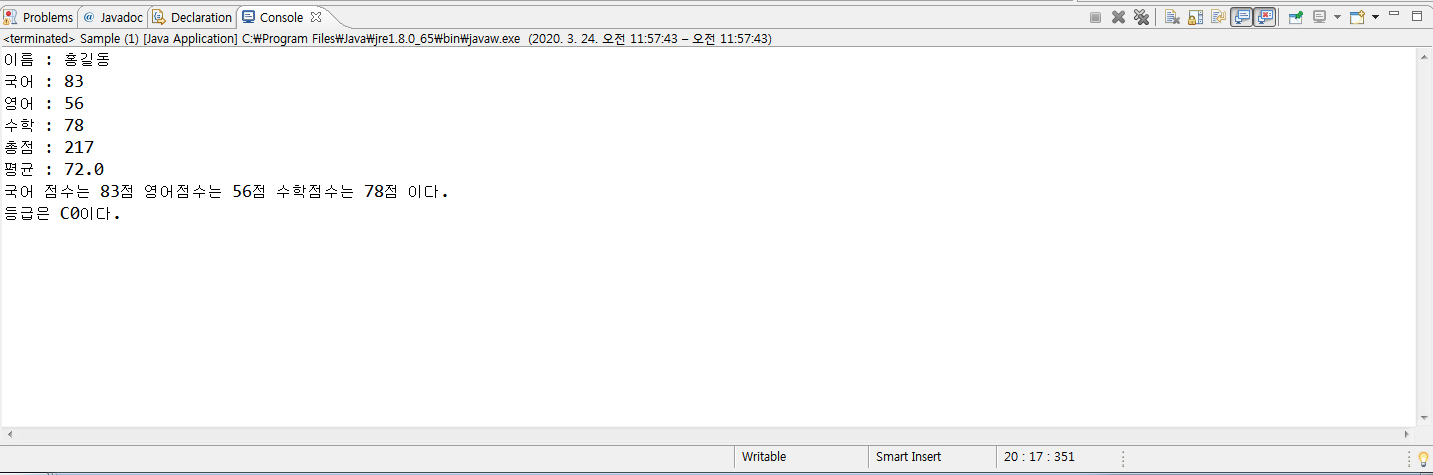 Problems @ Javadoc Declaration Console
<terminated> Sample (1) [Java Application] C:₩Program Files₩Java₩jre1.8.0_65₩bin₩javaw.exe (2020. 3. 24. 오전 11:57:43 – 오전 11:57:43)
이름 : 홍길동
국어 : 83
영어 : 56
수학 : 78
총점 : 217
평균 : 72.0
국어 점수는 83점 영어점수는 56점 수학점수는 78점 이다.
등급은 C0이다.
Writable Smart Insert 20 : 17 : 351